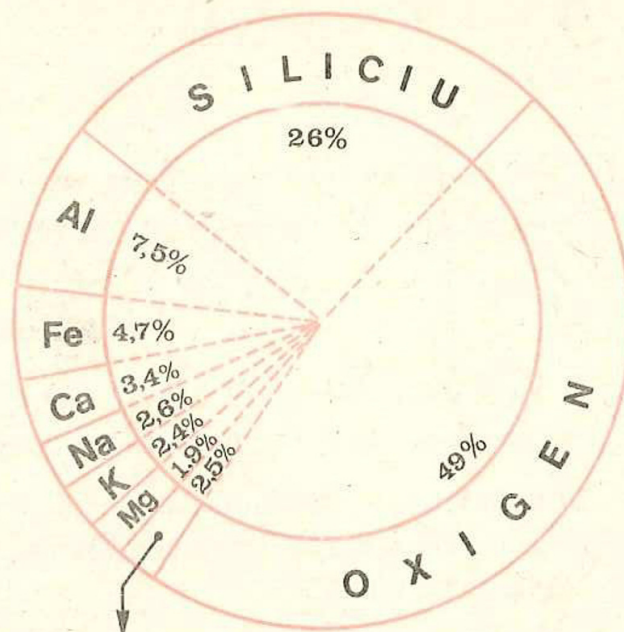 SILICIU
26%
Al
7,5%
Fe
4,7%
Ca
3,4%
Na
2,6%
K
2,4%
Mg
1,9%
2,5%
OXIGEN
49%